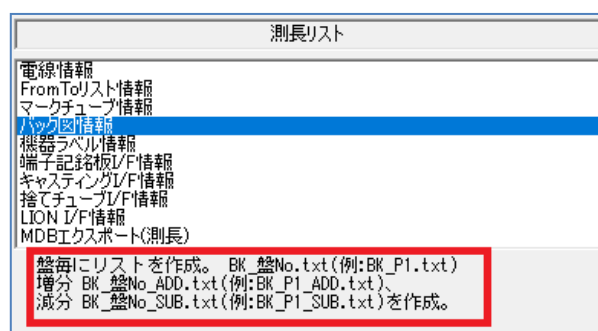 測長リスト
電線情報
FromToリスト情報
マークチューブ情報
バック図情報
機器ラベル情報
端子記銘板I/F情報
キャスティングI/F情報
捨てチューブI/F情報
LION I/F情報
MDBエクスポート(測長)
盤毎にリストを作成。 BK_盤No.txt(例:BK_P1.txt)
増分 BK_盤No_ADD.txt(例:BK_P1_ADD.txt)、
減分 BK_盤No_SUB.txt(例:BK_P1_SUB.txt)を作成。